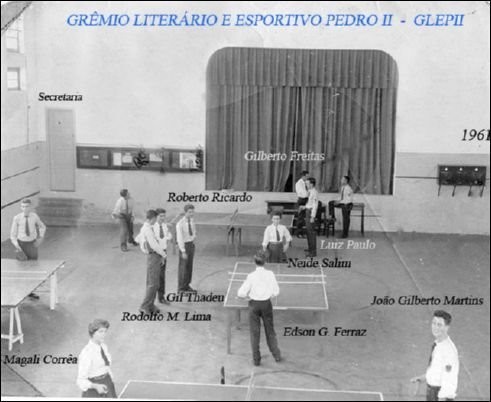 GRÊMIO LITERÁRIO E ESPORTIVO PEDRO II - GLEPII
Secretaria
1961
Gilberto Freitas
Roberto Ricardo
Luiz Paulo
Neide Salim
Gil Thadeu
João Gilberto Martins
Rodolfo M. Lima
Edson G. Ferraz
Magali Corrêa